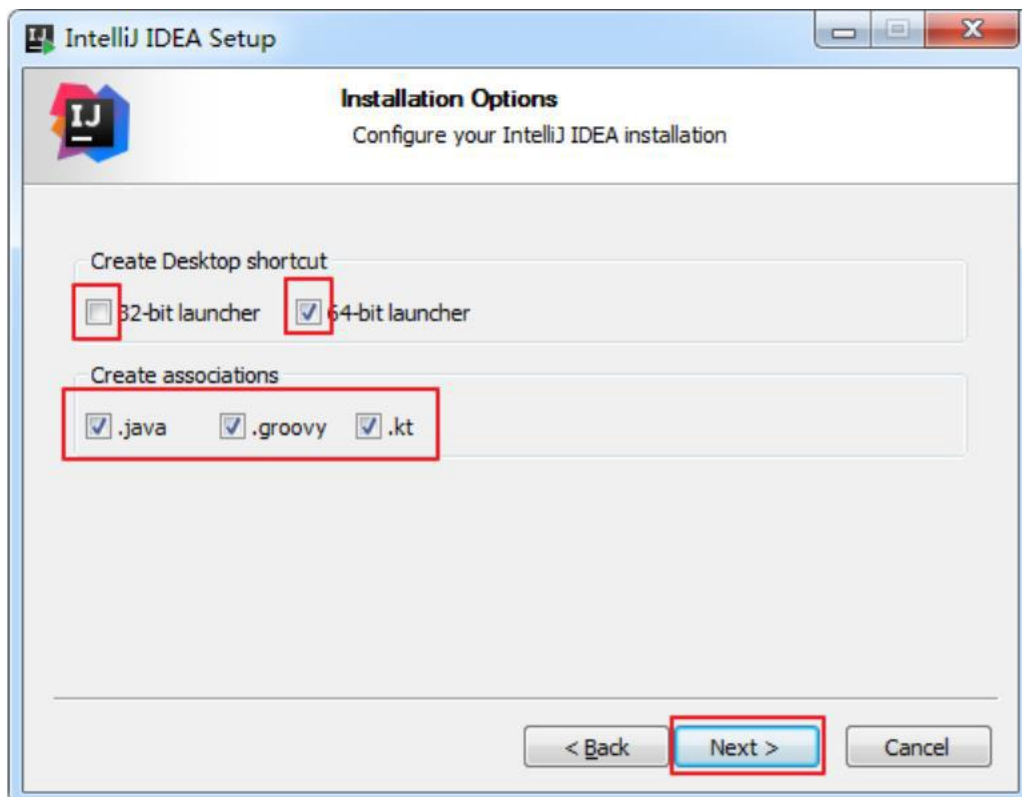 IntelliJ IDEA Setup
IJ
Installation Options
Configure your IntelliJ IDEA installation
Create Desktop shortcut
32-bit launcher 64-bit launcher
Create associations
.java .groovy .kt
< Back Next > Cancel